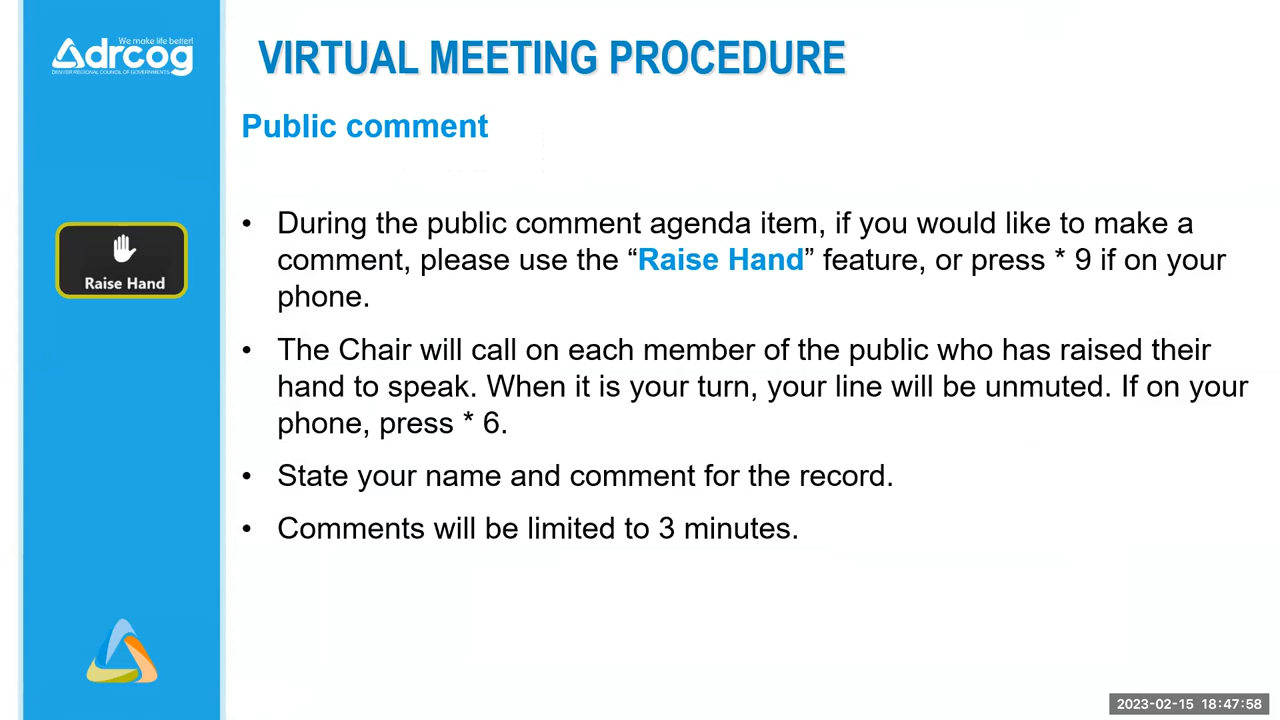 We make life better!
drcog
DENVER REGIONAL COUNCIL OF GOVERNMENTS
VIRTUAL MEETING PROCEDURE
Public comment
Raise Hand
• During the public comment agenda item, if you would like to make a
comment, please use the “Raise Hand” feature, or press * 9 if on your
phone.
• The Chair will call on each member of the public who has raised their
hand to speak. When it is your turn, your line will be unmuted. If on your
phone, press * 6.
• State your name and comment for the record.
• Comments will be limited to 3 minutes.
2023-02-15 18:47:58